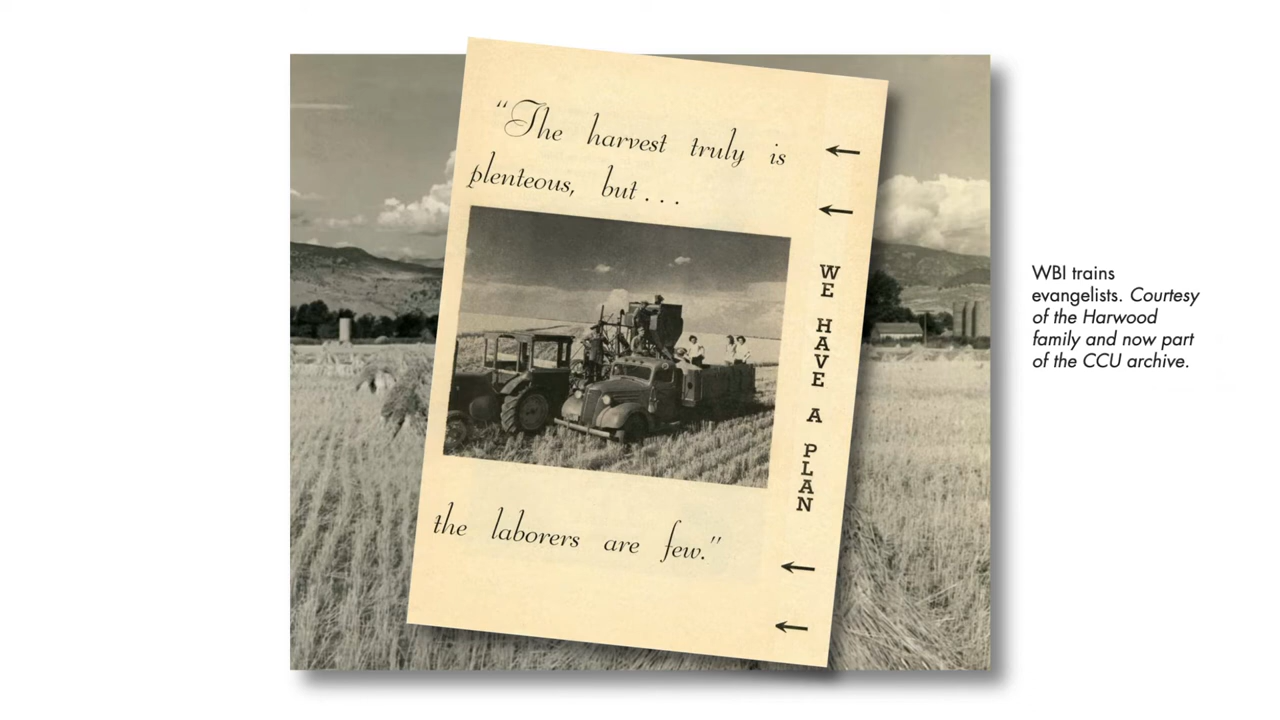 “The harvest truly is
plenteous, but . . .
WE HAVE A PLAN
the laborers are few.”
WBI trains
evangelists. Courtesy
of the Harwood
family and now part
of the CCU archive.